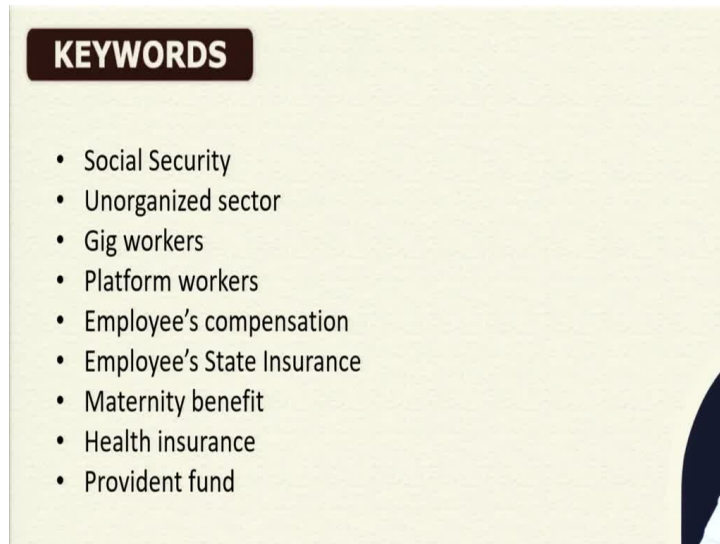 KEYWORDS
• Social Security
• Unorganized sector
• Gig workers
• Platform workers
• Employee’s compensation
• Employee’s State Insurance
• Maternity benefit
• Health insurance
• Provident fund